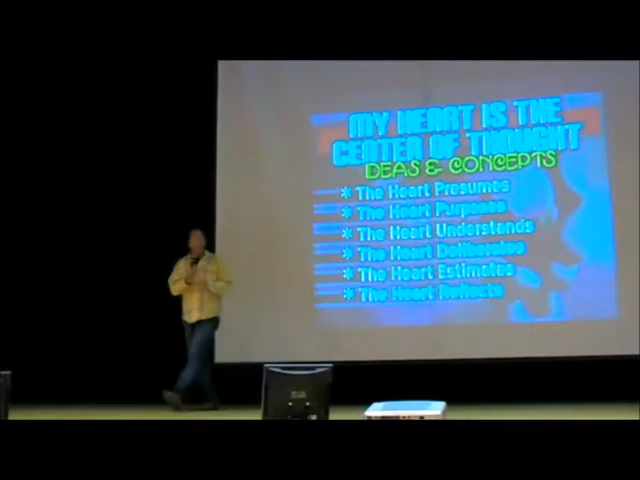 MY HEART IS THE
CENTER OF THOUGHT
IDEAS & CONCEPTS
* The Heart Presumes
* The Heart Purposes
* The Heart Understands
* The Heart Deliberates
* The Heart Estimates
* The Heart Reflects